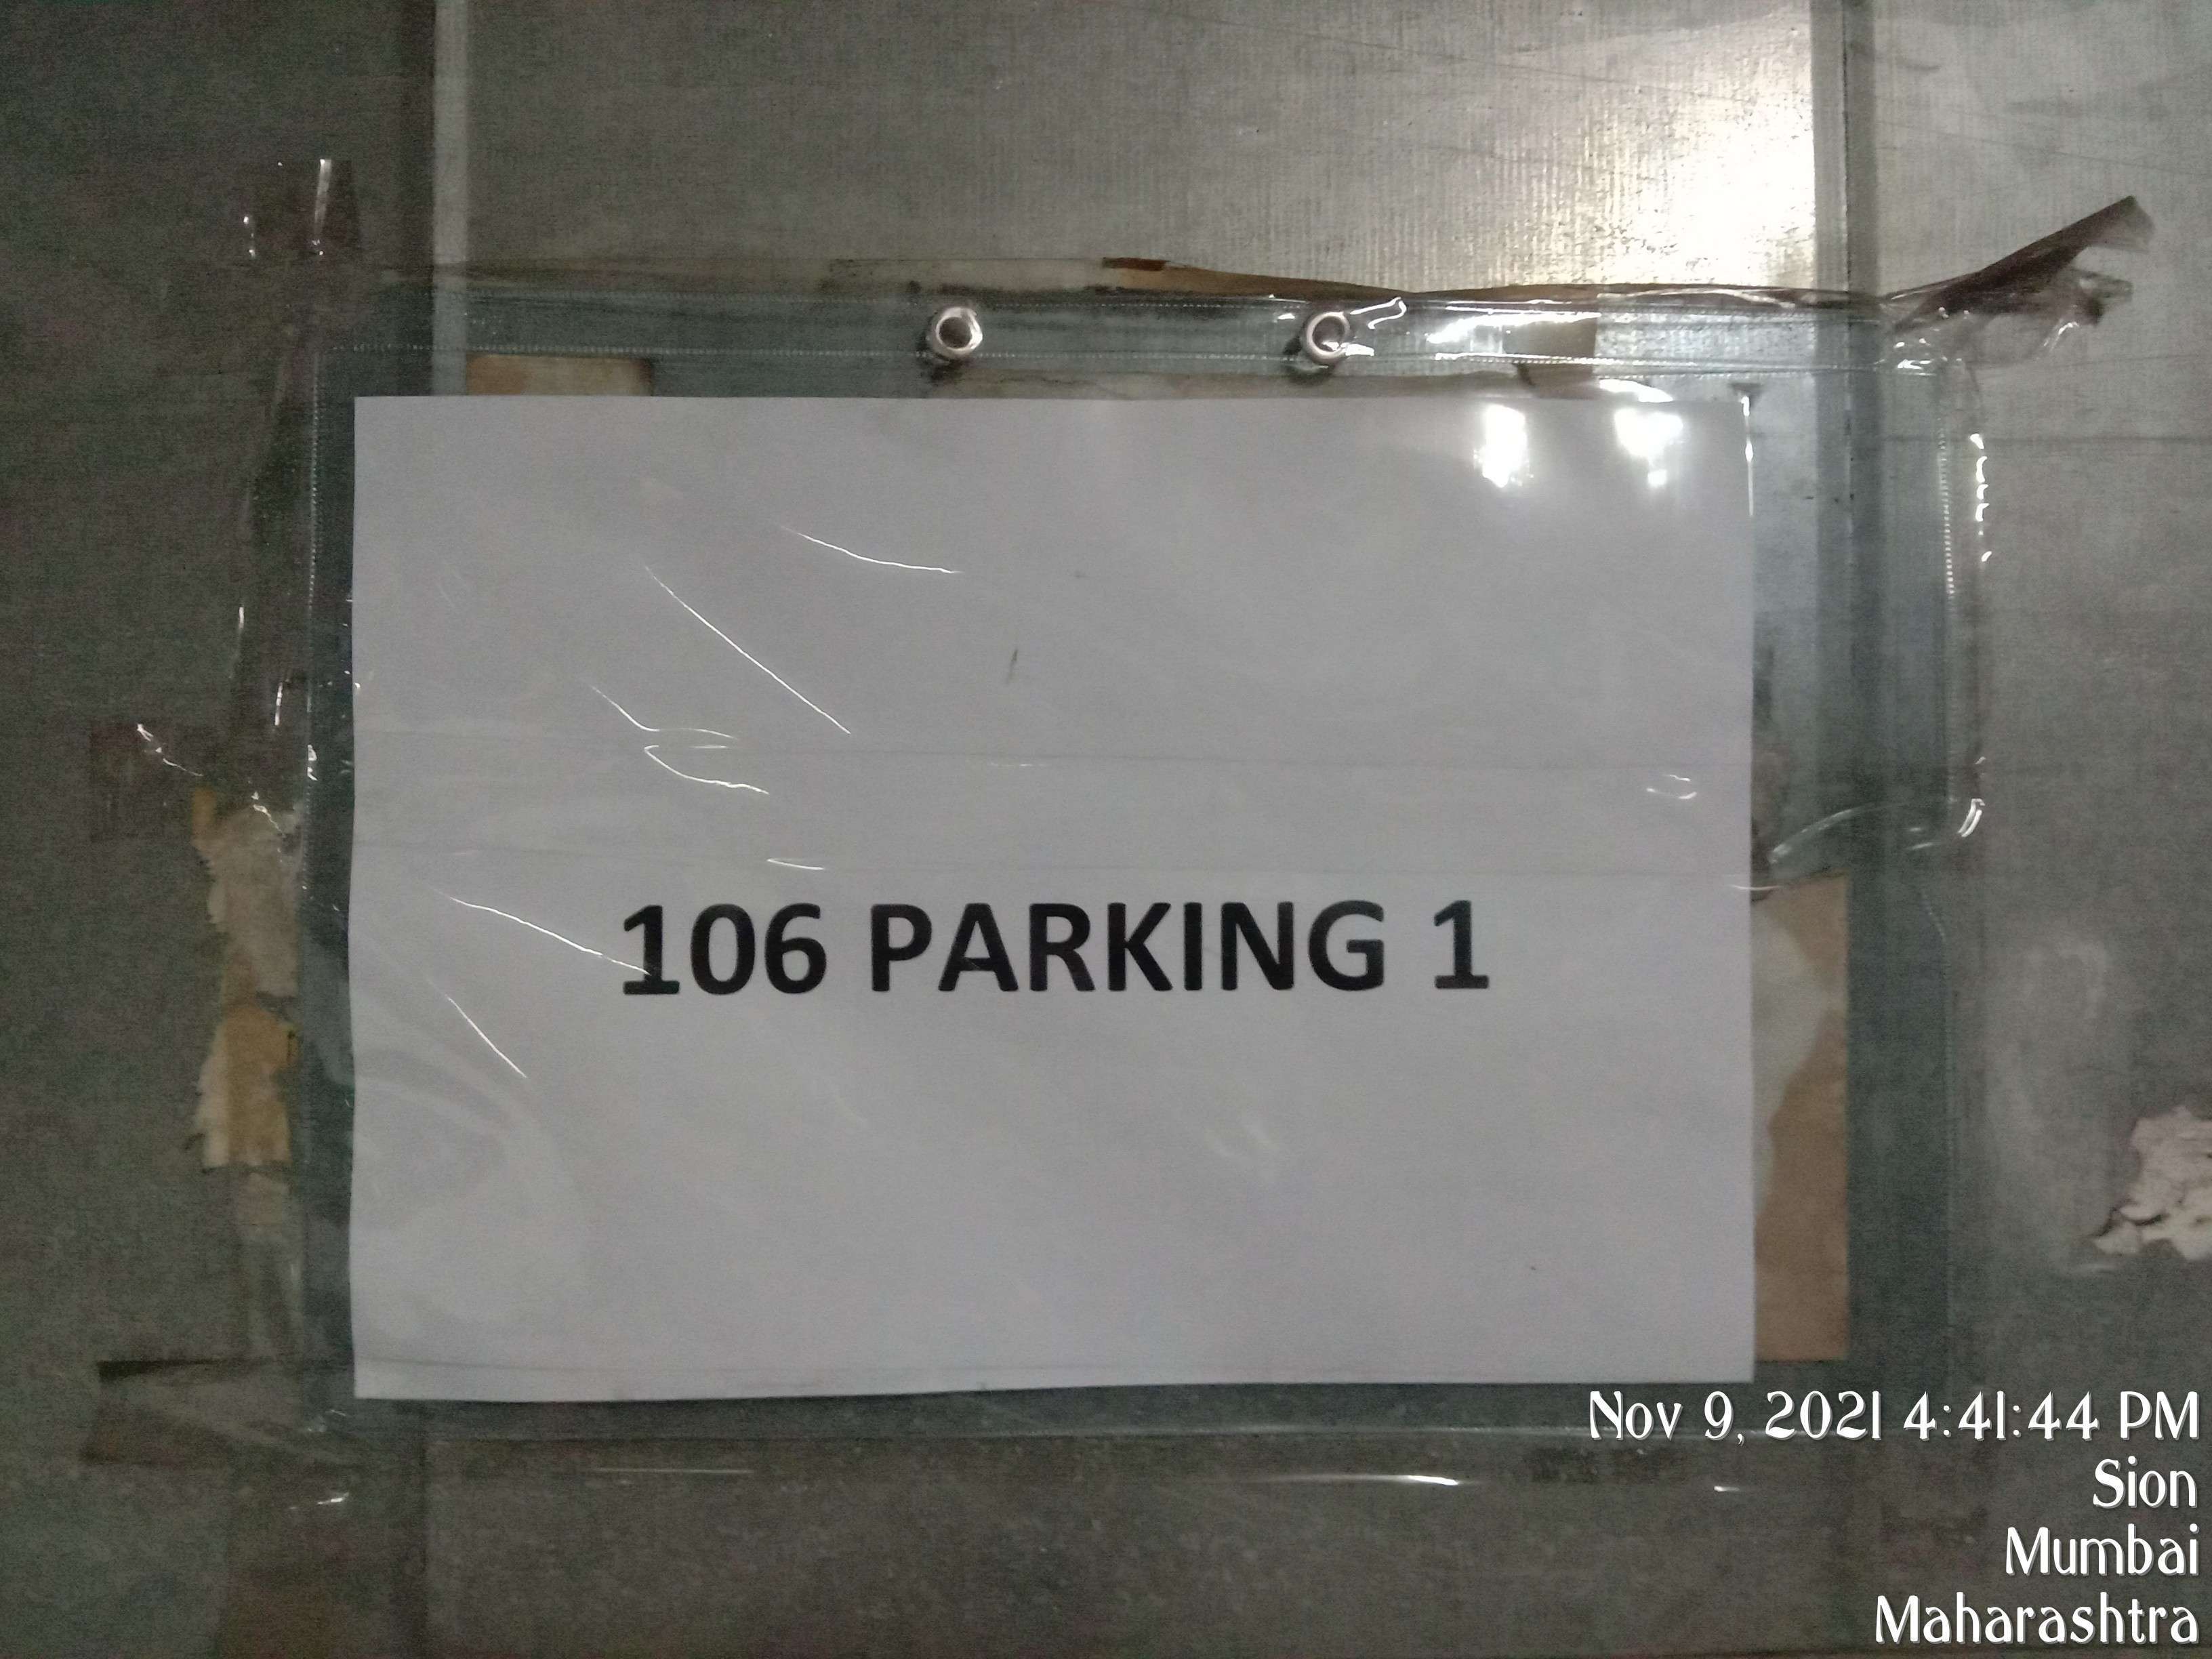 106 PARKING 1
Nov 9, 2021 4:41:44 PM
Sion
Mumbai
Maharashtra